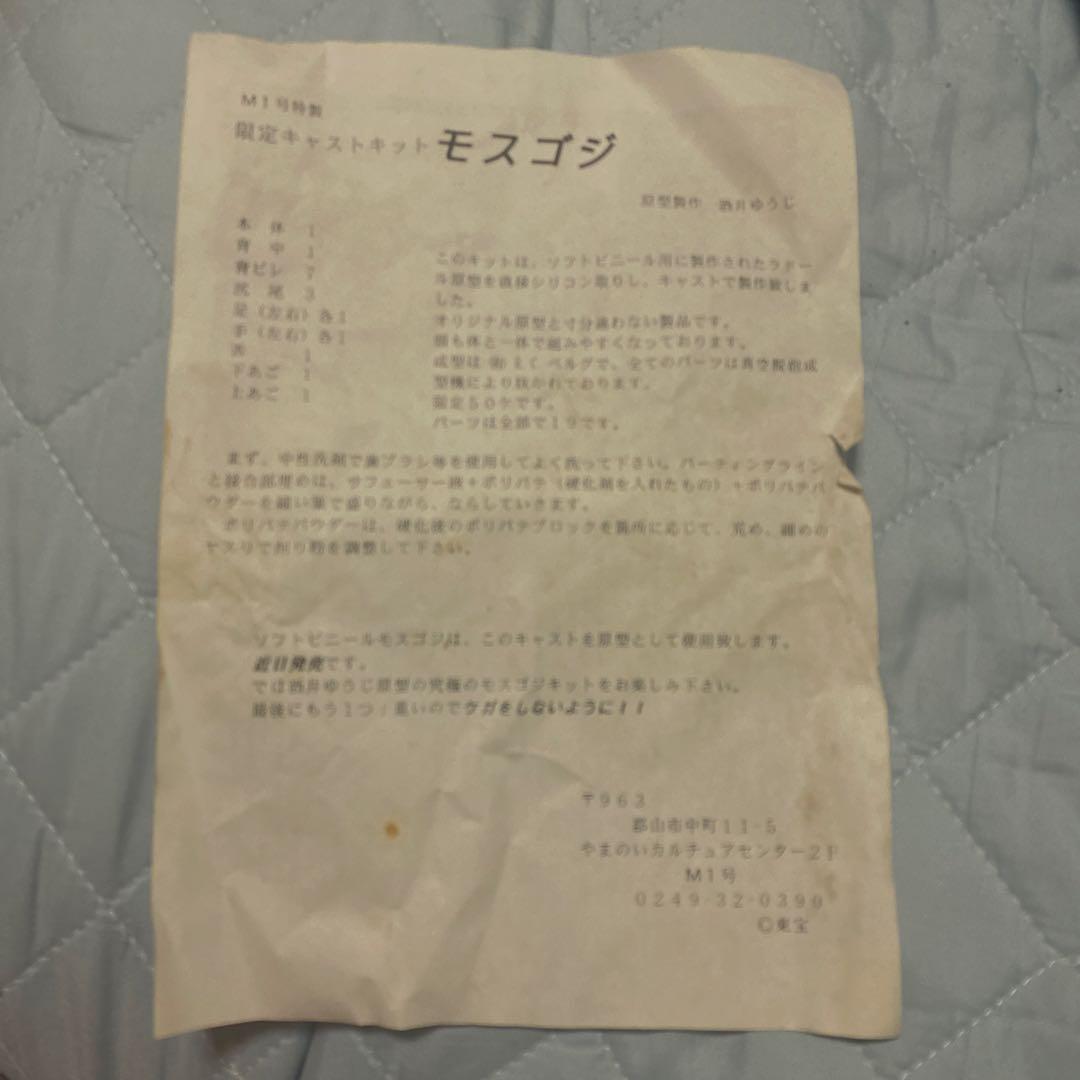 M1号特製
限定キャストキット モスゴジ
原型製作　酒井ゆうじ
本　体　1
背　中　1
背ビレ　7
尻　尾　3
足（左右）各1
手（左右）各1
舌　　　1
下あご　1
上あご　1
このキットは、ソフトビニール用に製作されたラドー
ル原型を直接シリコン取りし、キャストで製作致しま
した。
オリジナル原型と寸分違わない製品です。
頭も体と一体で組みやすくなっております。
成型は ベルグで、全てのパーツは真空脱泡成
型機により抜かれております。
限定50ケです。
パーツは全部で19です。
まず、中性洗剤で歯ブラシ等を使用してよく洗って下さい。パーティングライン
と接合部埋めは、サフェーサー液＋ポリパテ（硬化剤を入れたもの）＋ポリパテパ
ウダーを細い筆で盛りながら、ならしていきます。
ポリパテパウダーは、硬化後のポリパテブロックを箇所に応じて、荒め、細めの
ヤスリで削り粉を調整して下さい。
ソフトビニールモスゴジは、このキャストを原型として使用致します。
近日発売です。
では酒井ゆうじ原型の究極のモスゴジキットをお楽しみ下さい。
最後にもう1つ！重いのでケガをしないように！！
〒963
郡山市中町11-5
やまのいカルチュアセンター2F
M1号
0249-32-0390
©東宝